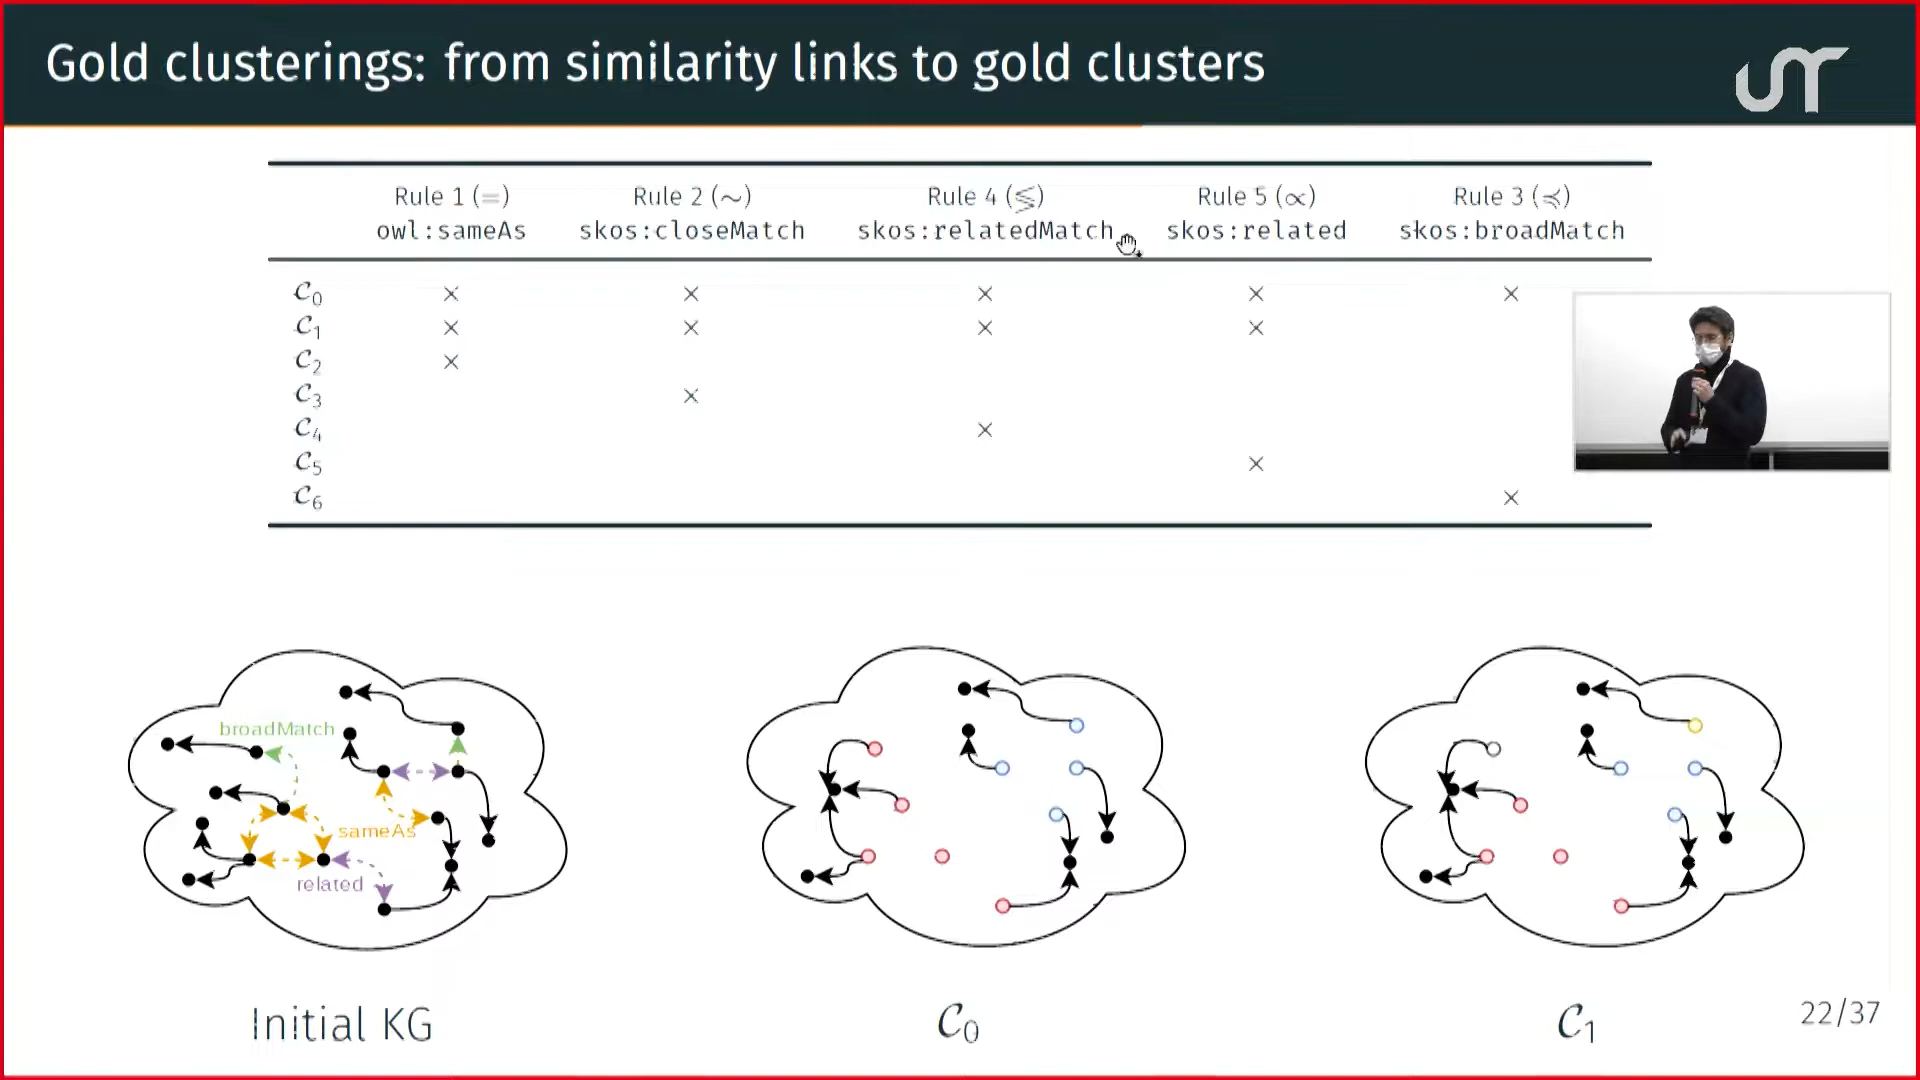 Gold clusterings: from similarity links to gold clusters
Rule 1 (=) Rule 2 (∼) Rule 4 (≶) Rule 5 (∝) Rule 3 (≼)
owl:sameAs skos:closeMatch skos:relatedMatch skos:related skos:broadMatch
C0 × × × × ×
C1 × × × ×
C2 ×
C3 ×
C4 ×
C5 ×
C6 ×
broadMatch
sameAs
related
Initial KG
C0
C1
22/37